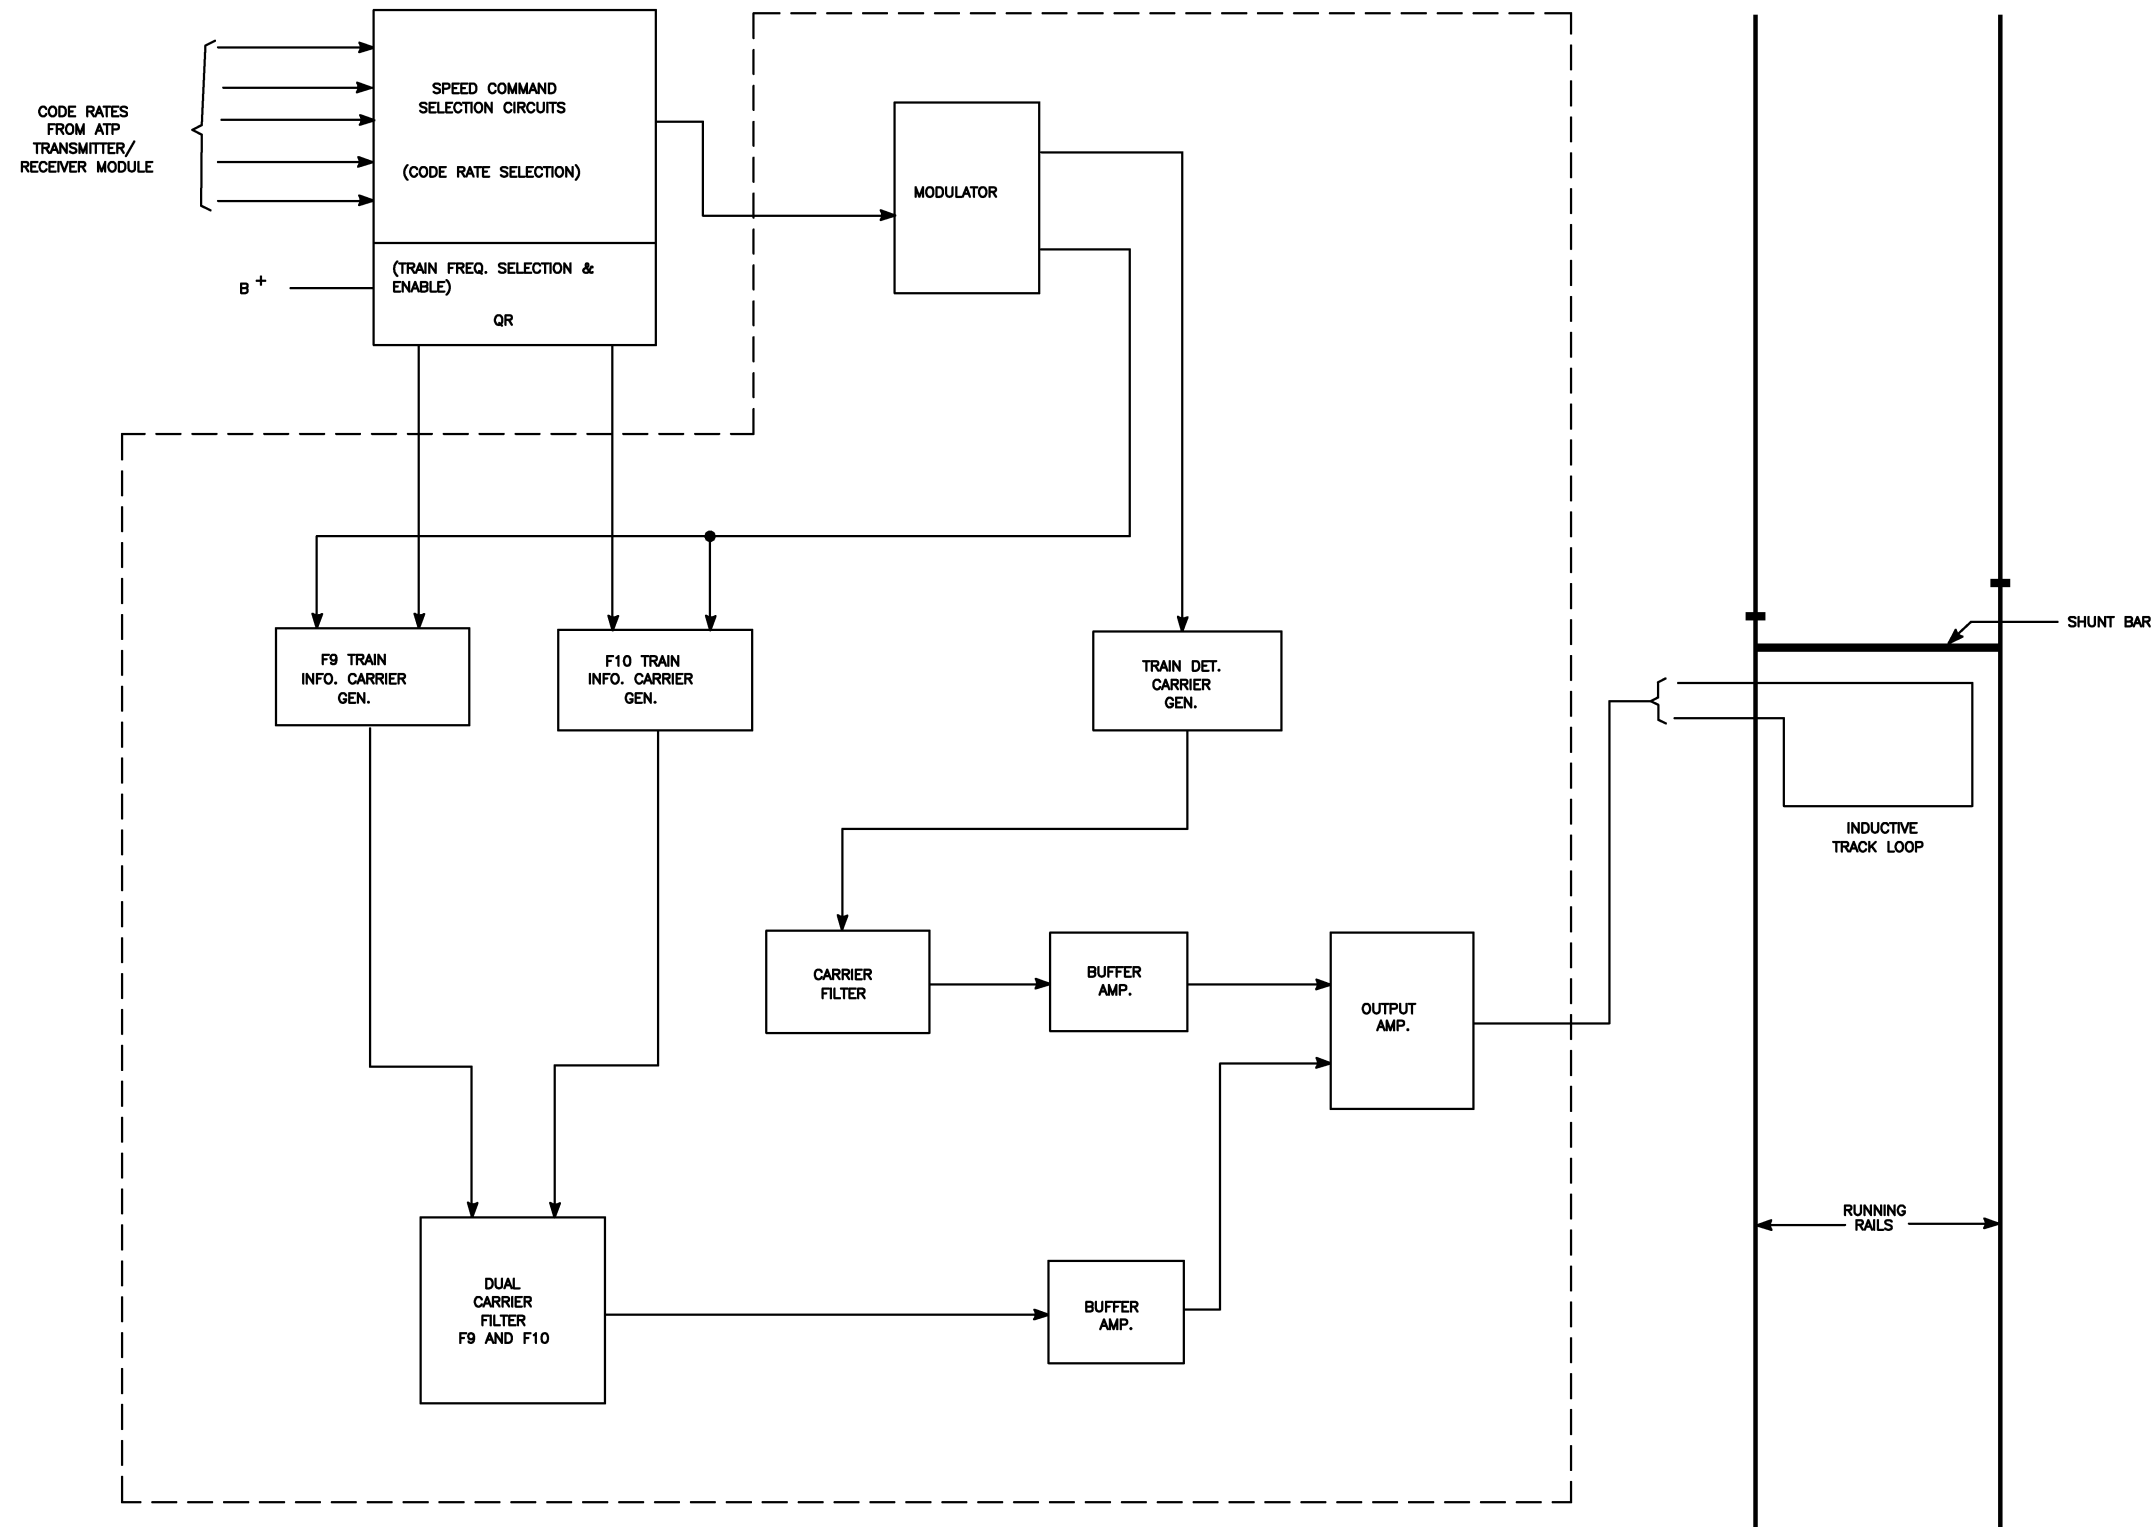 CODE RATES
FROM ATP
TRANSMITTER/
RECEIVER MODULE
SPEED COMMAND
SELECTION CIRCUITS
(CODE RATE SELECTION)
B +
(TRAIN FREQ. SELECTION &
ENABLE)
QR
MODULATOR
F9 TRAIN
INFO. CARRIER
GEN.
F10 TRAIN
INFO. CARRIER
GEN.
TRAIN DET.
CARRIER
GEN.
SHUNT BAR
INDUCTIVE
TRACK LOOP
CARRIER
FILTER
BUFFER
AMP.
OUTPUT
AMP.
RUNNING
RAILS
DUAL
CARRIER
FILTER
F9 AND F10
BUFFER
AMP.